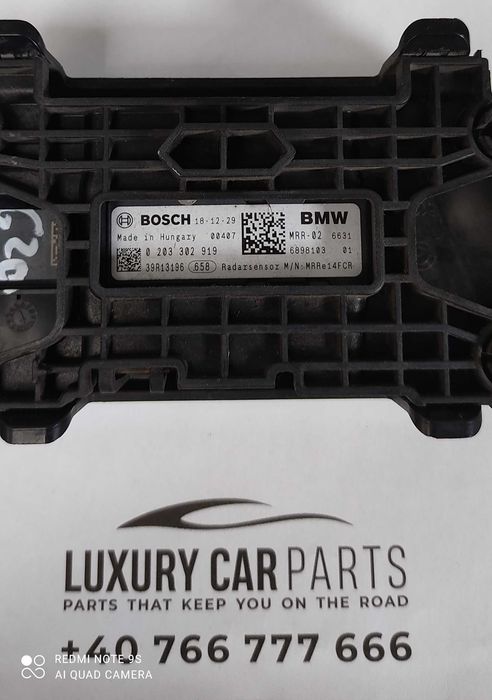 BOSCH 18-12-29 BMW
Made in Hungary 00407 MRR-02 6631
0 203 302 919 6898103 01
39R13196 658 Radarsensor M/N:MRRe14FCR
G20
LUXURY CAR PARTS
PARTS THAT KEEP YOU ON THE ROAD
+40 766 777 666
REDMI NOTE 9S
AI QUAD CAMERA